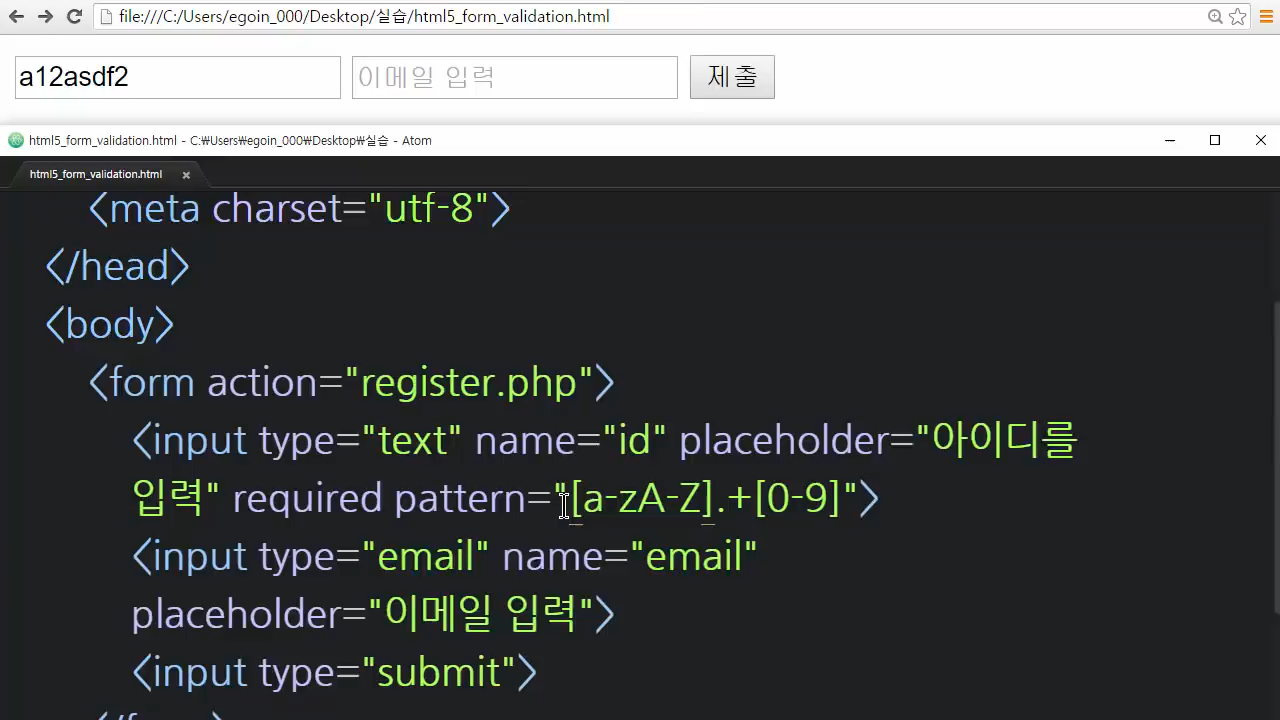 file:///C:/Users/egoin_000/Desktop/실습/html5_form_validation.html
a12asdf2 이메일 입력 제출
html5_form_validation.html - C:₩Users₩egoin_000₩Desktop₩실습 - Atom
html5_form_validation.html
<meta charset="utf-8">
</head>
<body>
<form action="register.php">
<input type="text" name="id" placeholder="아이디를
입력" required pattern="[a-zA-Z].+[0-9]">
<input type="email" name="email"
placeholder="이메일 입력">
<input type="submit">
</form>